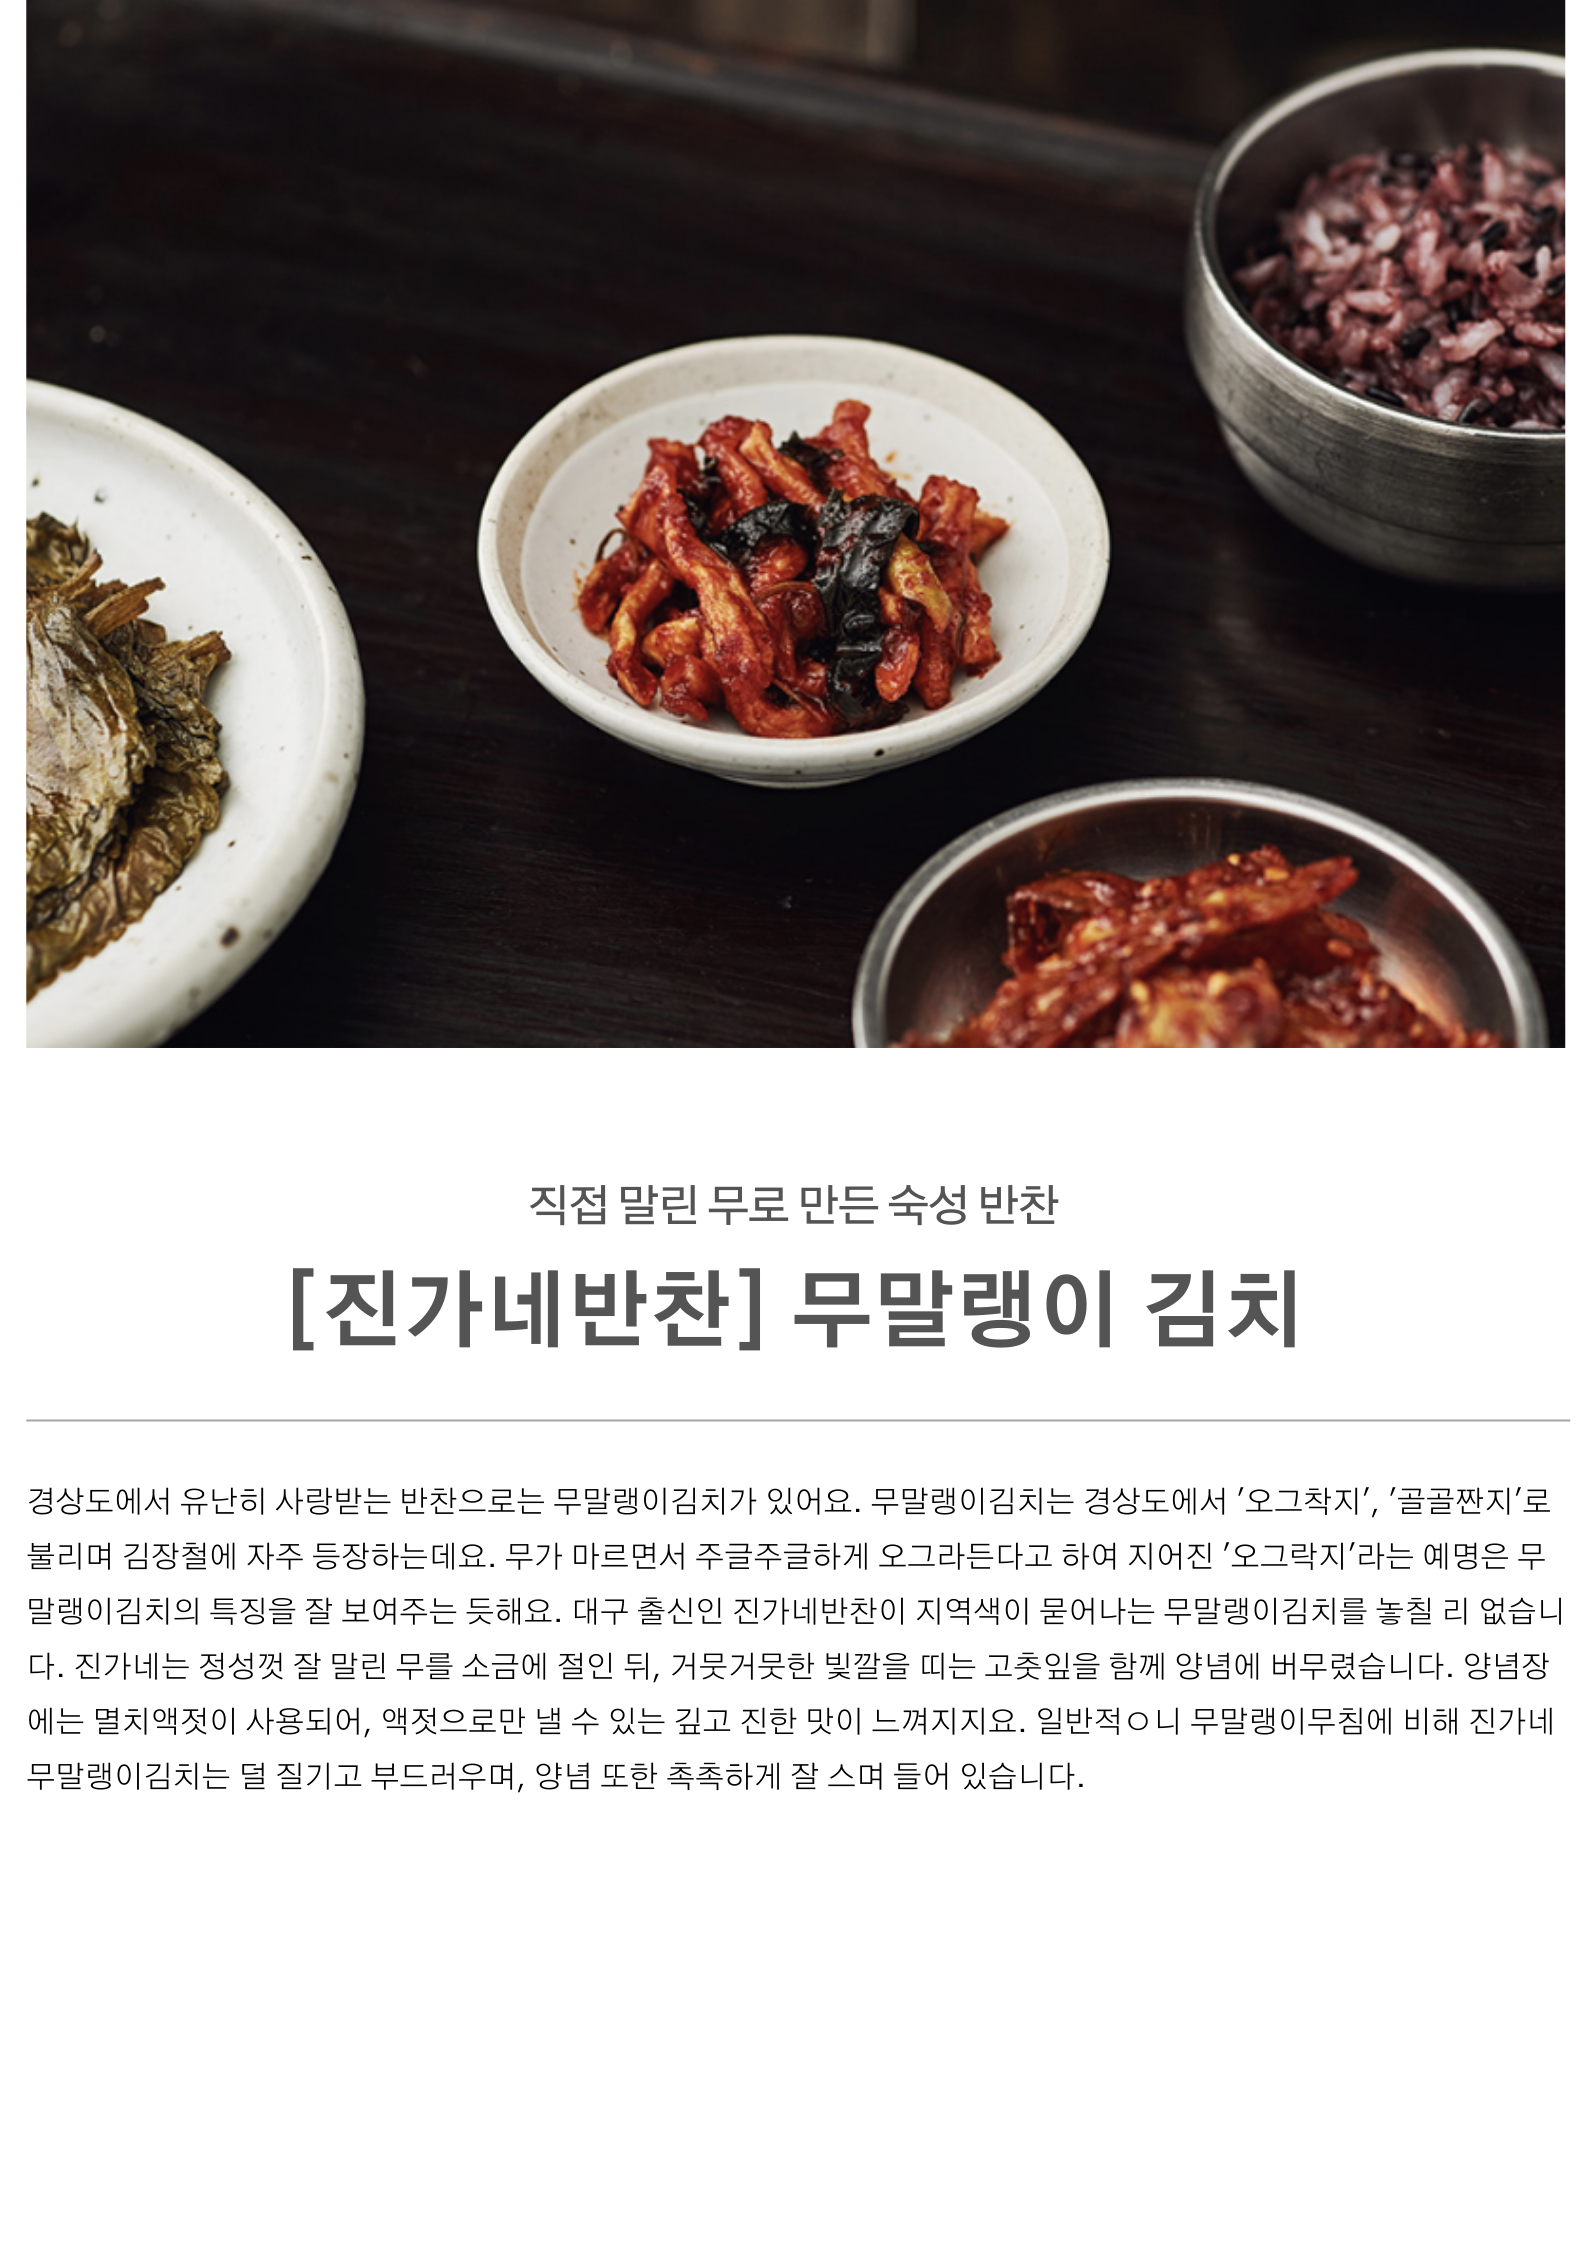 직접 말린 무로 만든 숙성 반찬
[진가네반찬] 무말랭이 김치
경상도에서 유난히 사랑받는 반찬으로는 무말랭이김치가 있어요. 무말랭이김치는 경상도에서 '오그착지', '골골짠지'로
불리며 김장철에 자주 등장하는데요. 무가 마르면서 주글주글하게 오그라든다고 하여 지어진 '오그락지'라는 예명은 무
말랭이김치의 특징을 잘 보여주는 듯해요. 대구 출신인 진가네반찬이 지역색이 묻어나는 무말랭이김치를 놓칠 리 없습니
다. 진가네는 정성껏 잘 말린 무를 소금에 절인 뒤, 거뭇거뭇한 빛깔을 띠는 고춧잎을 함께 양념에 버무렸습니다. 양념장
에는 멸치액젓이 사용되어, 액젓으로만 낼 수 있는 깊고 진한 맛이 느껴지지요. 일반적ㅇ니 무말랭이무침에 비해 진가네
무말랭이김치는 덜 질기고 부드러우며, 양념 또한 촉촉하게 잘 스며 들어 있습니다.